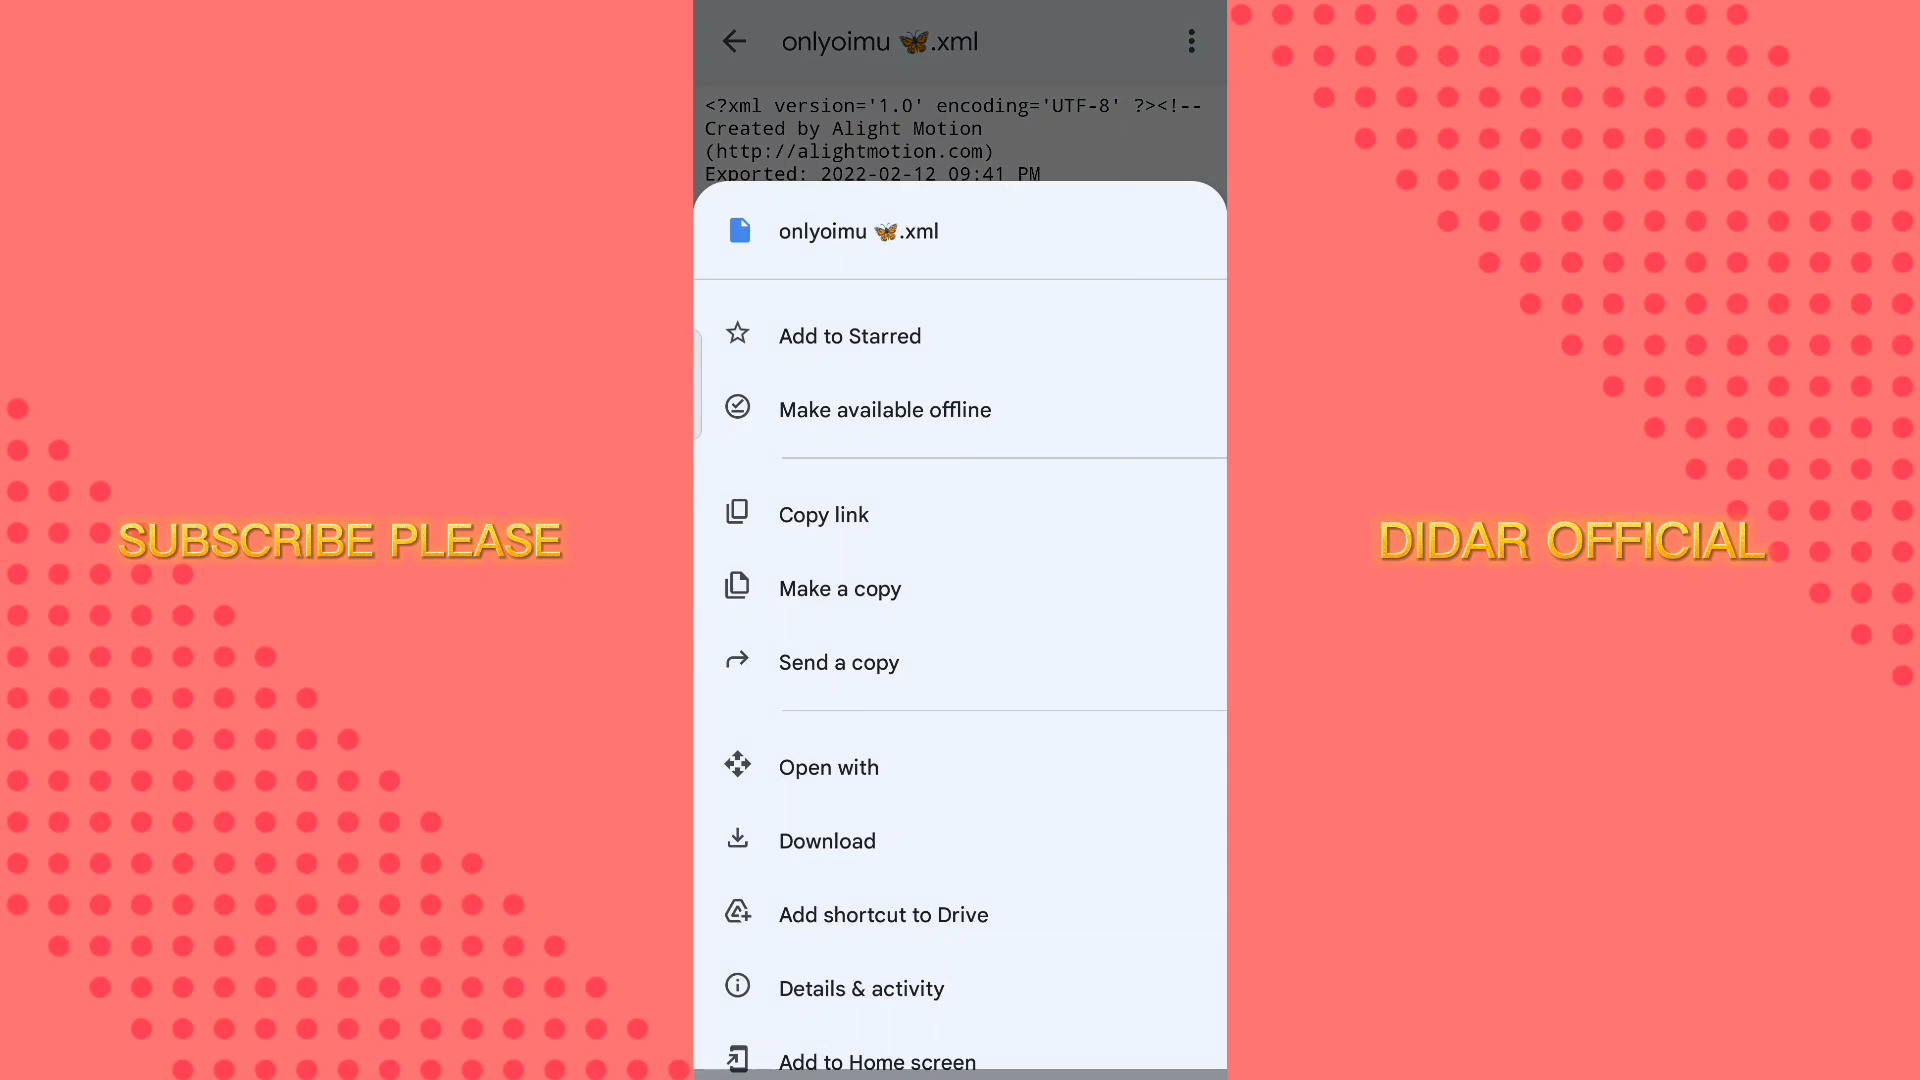 onlyoimu 🦋.xml
<?xml version='1.0' encoding='UTF-8' ?><!--
Created by Alight Motion
(http://alightmotion.com)
Exported: 2022-02-12 09:41 PM
onlyoimu 🦋.xml
Add to Starred
Make available offline
Copy link
Make a copy
Send a copy
Open with
Download
Add shortcut to Drive
Details & activity
Add to Home screen
SUBSCRIBE PLEASE
DIDAR OFFICIAL